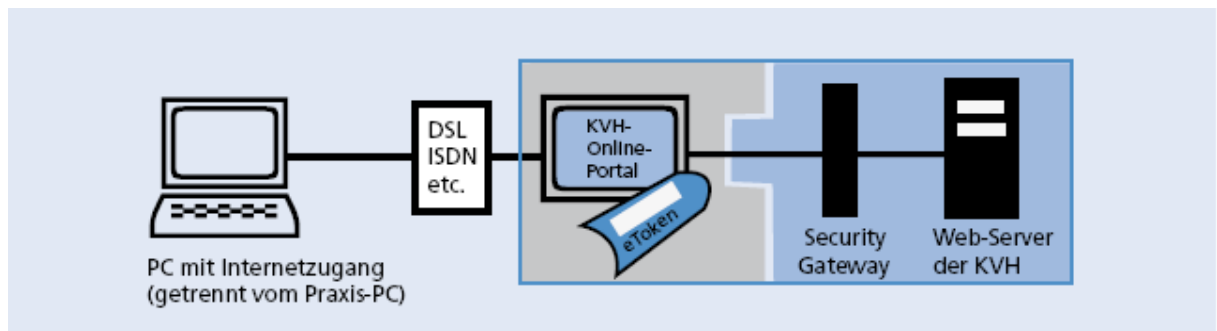 PC mit Internetzugang
(getrennt vom Praxis-PC)
DSL
ISDN
etc.
KVH-
Online-
Portal
eToken
Security
Gateway
Web-Server
der KVH